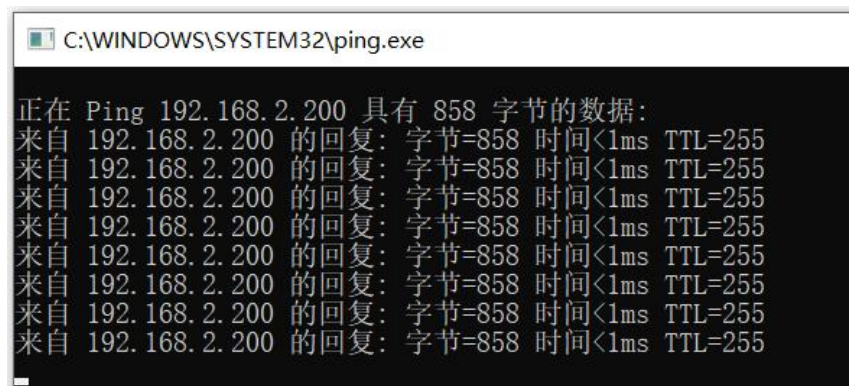 C:\WINDOWS\SYSTEM32\ping.exe
正在 Ping 192.168.2.200 具有 858 字节的数据:
来自 192.168.2.200 的回复: 字节=858 时间<1ms TTL=255
来自 192.168.2.200 的回复: 字节=858 时间<1ms TTL=255
来自 192.168.2.200 的回复: 字节=858 时间<1ms TTL=255
来自 192.168.2.200 的回复: 字节=858 时间<1ms TTL=255
来自 192.168.2.200 的回复: 字节=858 时间<1ms TTL=255
来自 192.168.2.200 的回复: 字节=858 时间<1ms TTL=255
来自 192.168.2.200 的回复: 字节=858 时间<1ms TTL=255
来自 192.168.2.200 的回复: 字节=858 时间<1ms TTL=255